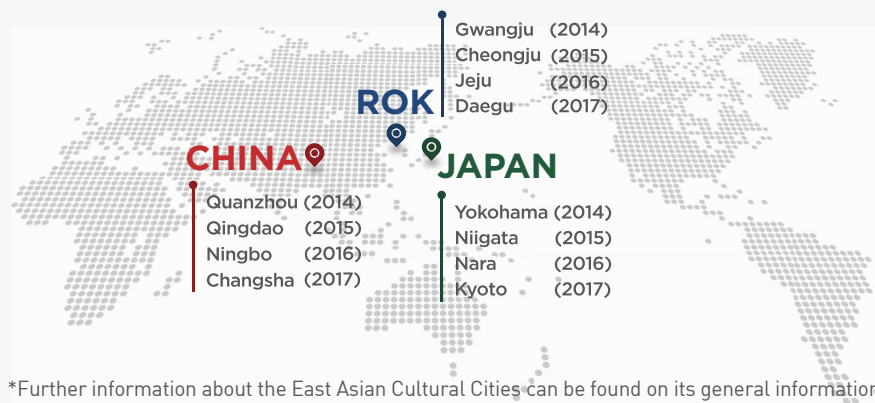 ROK
Gwangju (2014)
Cheongju (2015)
Jeju (2016)
Daegu (2017)
CHINA
Quanzhou (2014)
Qingdao (2015)
Ningbo (2016)
Changsha (2017)
JAPAN
Yokohama (2014)
Niigata (2015)
Nara (2016)
Kyoto (2017)
*Further information about the East Asian Cultural Cities can be found on its general information